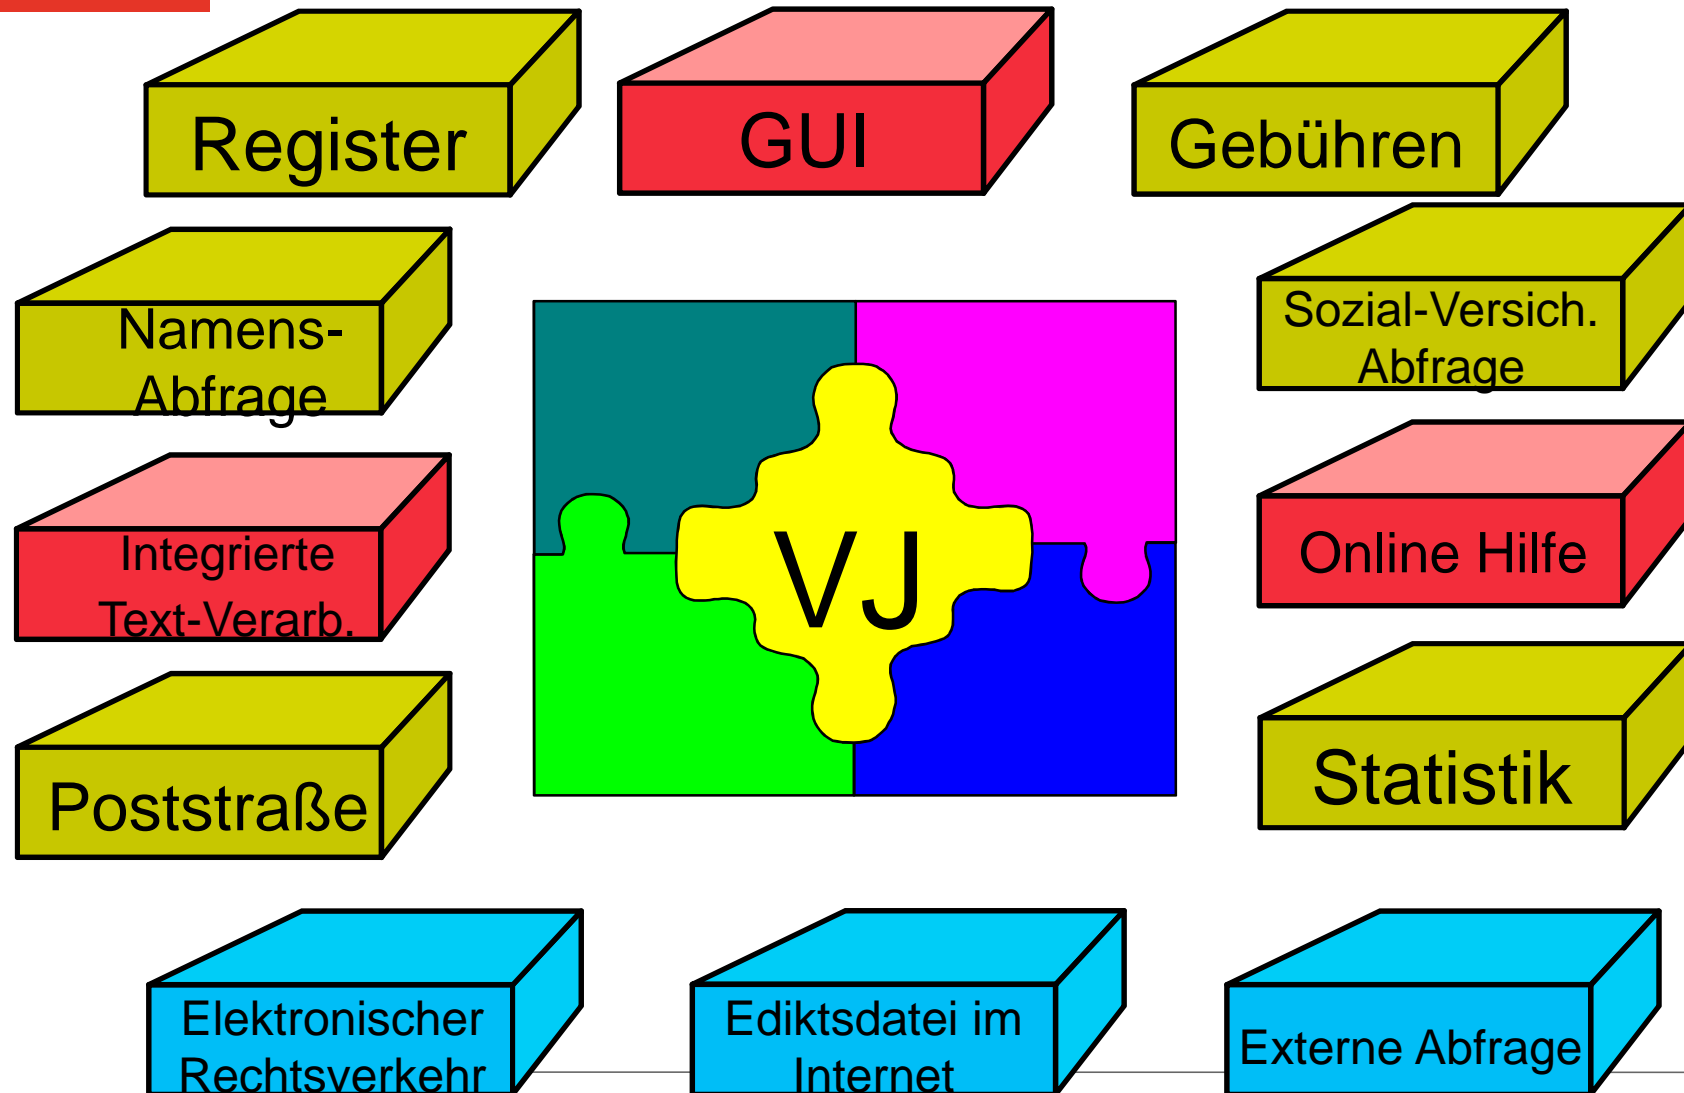 Register
GUI
Gebühren
Namens-
Abfrage
Sozial-Versich.
Abfrage
Integrierte
Text-Verarb.
VJ
Online Hilfe
Poststraße
Statistik
Elektronischer
Rechtsverkehr
Ediktsdatei im
Internet
Externe Abfrage